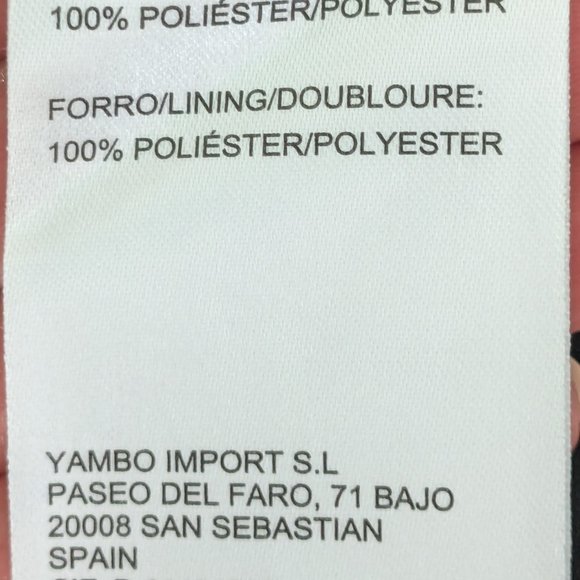 100% POLIÉSTER/POLYESTER
FORRO/LINING/DOUBLOURE:
100% POLIÉSTER/POLYESTER
YAMBO IMPORT S.L
PASEO DEL FARO, 71 BAJO
20008 SAN SEBASTIAN
SPAIN